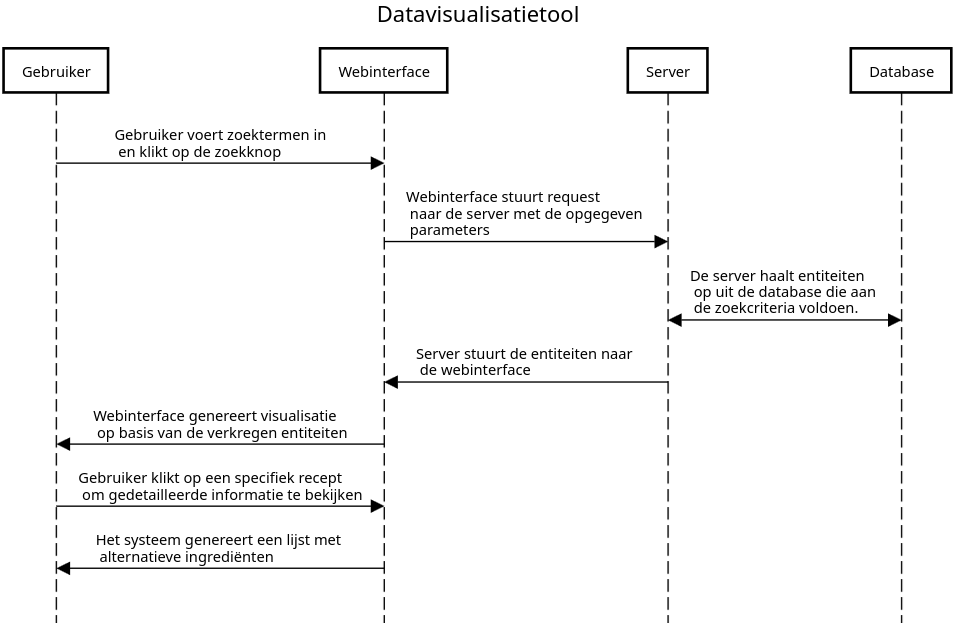 Datavisualisatietool
Gebruiker
Webinterface
Server
Database
Gebruiker voert zoektermen in
en klikt op de zoekknop
Webinterface stuurt request
naar de server met de opgegeven
parameters
De server haalt entiteiten
op uit de database die aan
de zoekcriteria voldoen.
Server stuurt de entiteiten naar
de webinterface
Webinterface genereert visualisatie
op basis van de verkregen entiteiten
Gebruiker klikt op een specifiek recept
om gedetailleerde informatie te bekijken
Het systeem genereert een lijst met
alternatieve ingrediënten